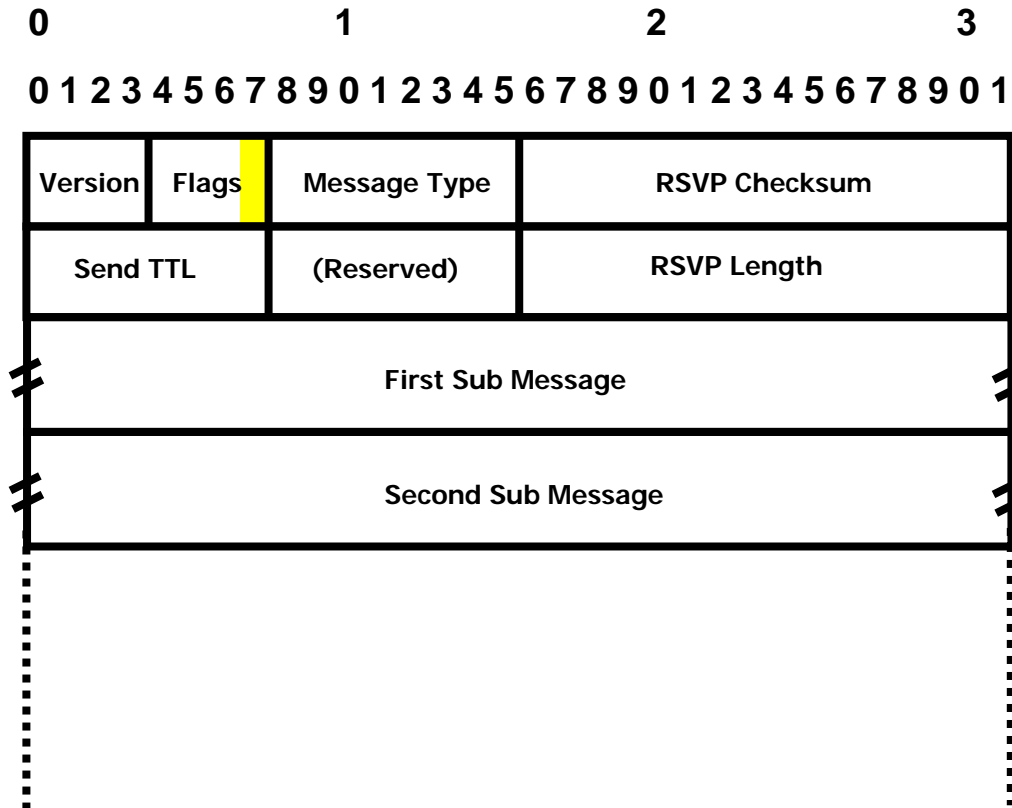 0 1 2 3
0 1 2 3 4 5 6 7 8 9 0 1 2 3 4 5 6 7 8 9 0 1 2 3 4 5 6 7 8 9 0 1
Version Flags Message Type RSVP Checksum
Send TTL (Reserved) RSVP Length
First Sub Message
Second Sub Message